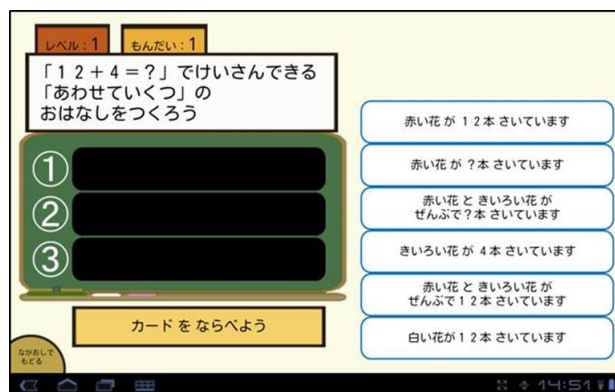 レベル：1
もんだい：1
「１２＋４＝？」でけいさんできる
「あわせていくつ」の
おはなしをつくろう
①
②
③
カード を ならべよう
ながおしで
もどる
赤い花 が １２本 さいています
赤い花 が ？本 さいています
赤い花 と きいろい花 が
ぜんぶで？本 さいています
きいろい花 が ４本 さいています
赤い花 と きいろい花 が
ぜんぶで１２本 さいています
白い花が１２本 さいています
14:51